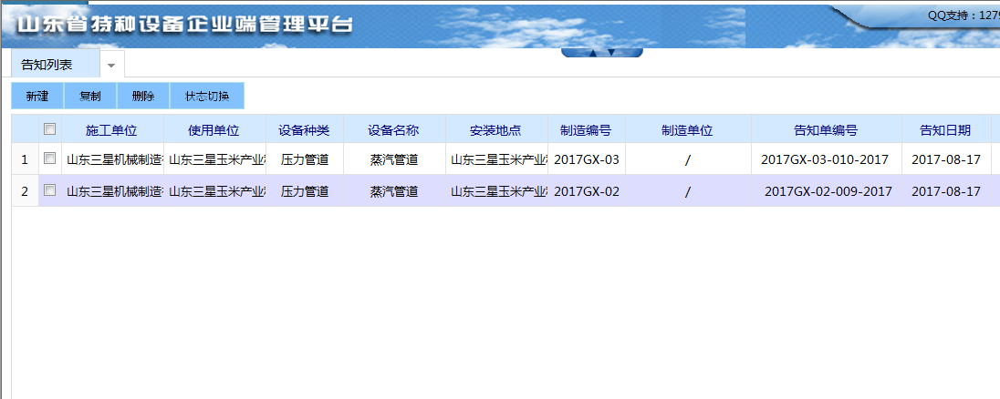 山东省特种设备企业端管理平台
QQ支持：1279
告知列表
新建 复制 删除 状态切换
施工单位 使用单位 设备种类 设备名称 安装地点 制造编号 制造单位 告知单编号 告知日期
1 山东三星机械制造 山东三星玉米产业 压力管道 蒸汽管道 山东三星玉米产业 2017GX-03 / 2017GX-03-010-2017 2017-08-17
2 山东三星机械制造 山东三星玉米产业 压力管道 蒸汽管道 山东三星玉米产业 2017GX-02 / 2017GX-02-009-2017 2017-08-17